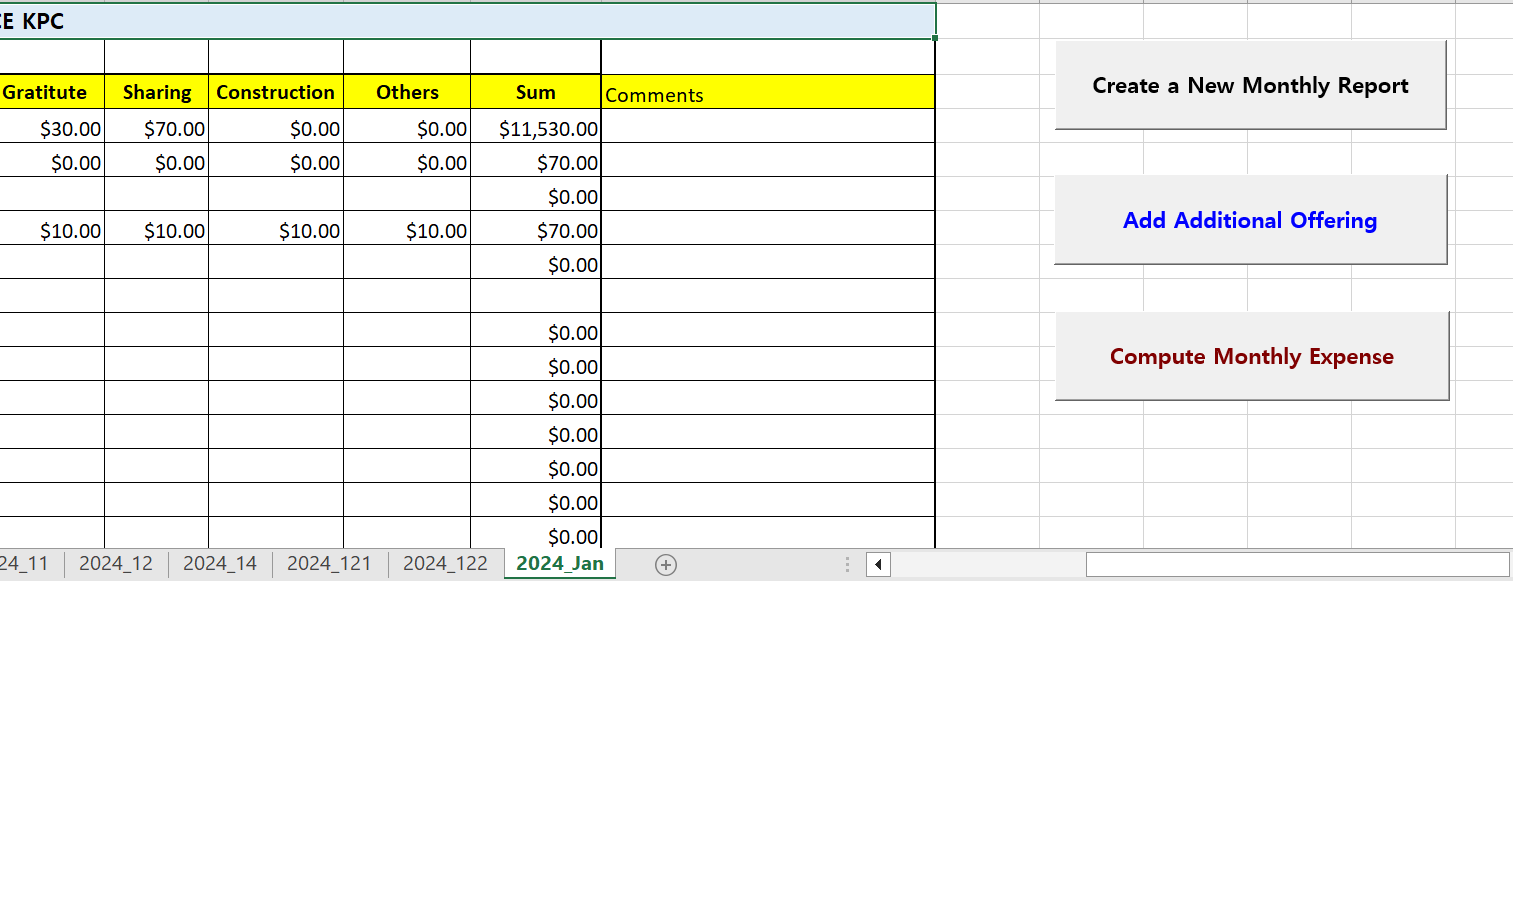 E KPC
Gratitute Sharing Construction Others Sum Comments
$30.00 $70.00 $0.00 $0.00 $11,530.00
$0.00 $0.00 $0.00 $0.00 $70.00
$0.00
$10.00 $10.00 $10.00 $10.00 $70.00
$0.00
$0.00
$0.00
$0.00
$0.00
$0.00
$0.00
$0.00
Create a New Monthly Report
Add Additional Offering
Compute Monthly Expense
24_11 2024_12 2024_14 2024_121 2024_122 2024_Jan